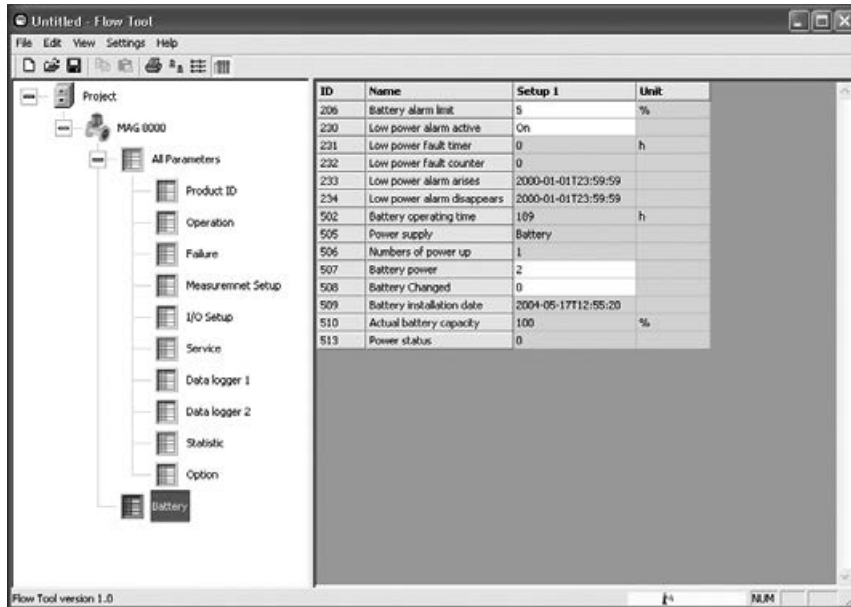 Untitled - Flow Tool
File Edit View Settings Help
Project
MAG 8000
All Parameters
Product ID
Operation
Failure
Measuremnet Setup
I/O Setup
Service
Data logger 1
Data logger 2
Statistic
Option
Battery
ID Name Setup 1 Unit
206 Battery alarm limit 5 %
230 Low power alarm active On
231 Low power fault timer 0 h
232 Low power fault counter 0
233 Low power alarm arises 2000-01-01T23:59:59
234 Low power alarm disappears 2000-01-01T23:59:59
502 Battery operating time 189 h
505 Power supply Battery
506 Numbers of power up 1
507 Battery power 2
508 Battery Changed 0
509 Battery installation date 2004-05-17T12:55:20
510 Actual battery capacity 100 %
513 Power status 0
Flow Tool version 1.0 NUM